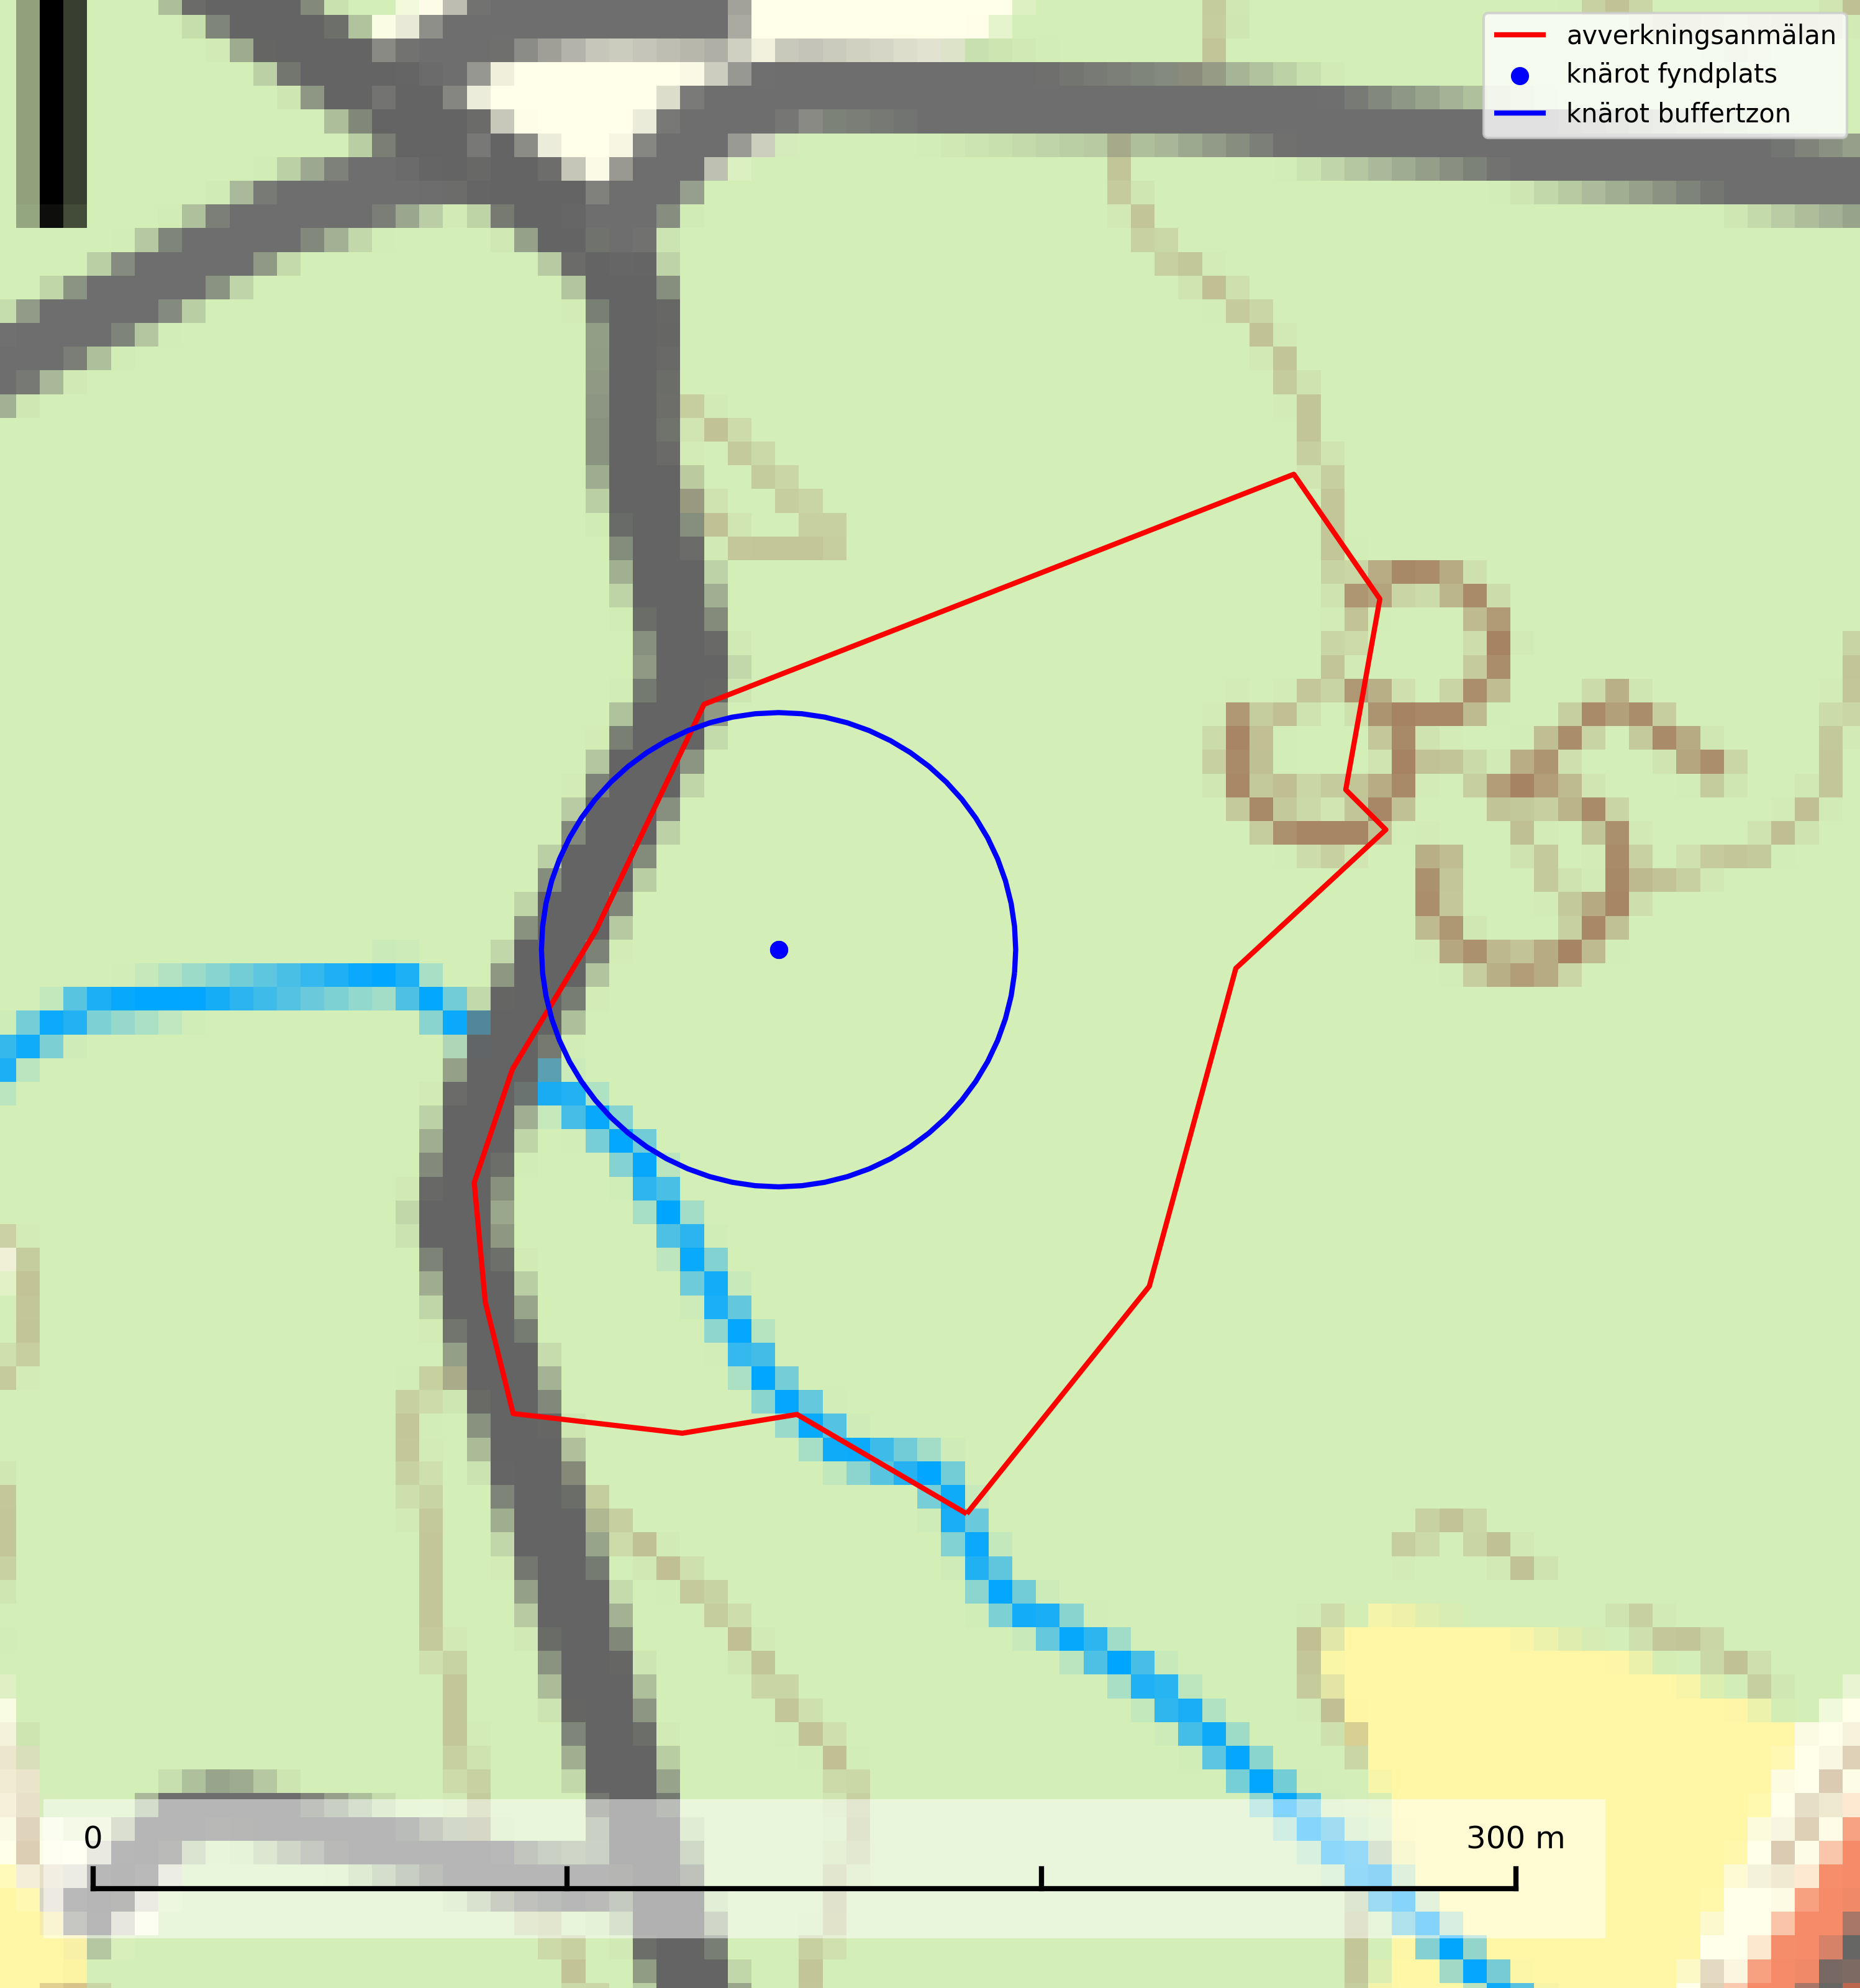 avverkningsanmälan
knärot fyndplats
knärot buffertzon
0
300 m